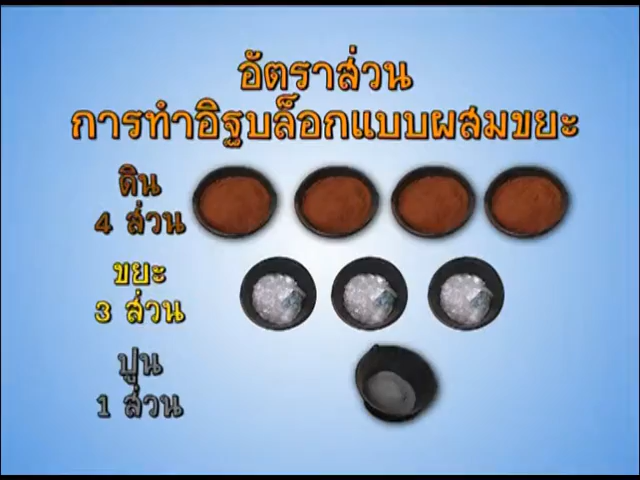 อัตราส่วน
การทำอิฐบล็อกแบบผสมขยะ
ดิน
4 ส่วน
ขยะ
3 ส่วน
ปูน
1 ส่วน